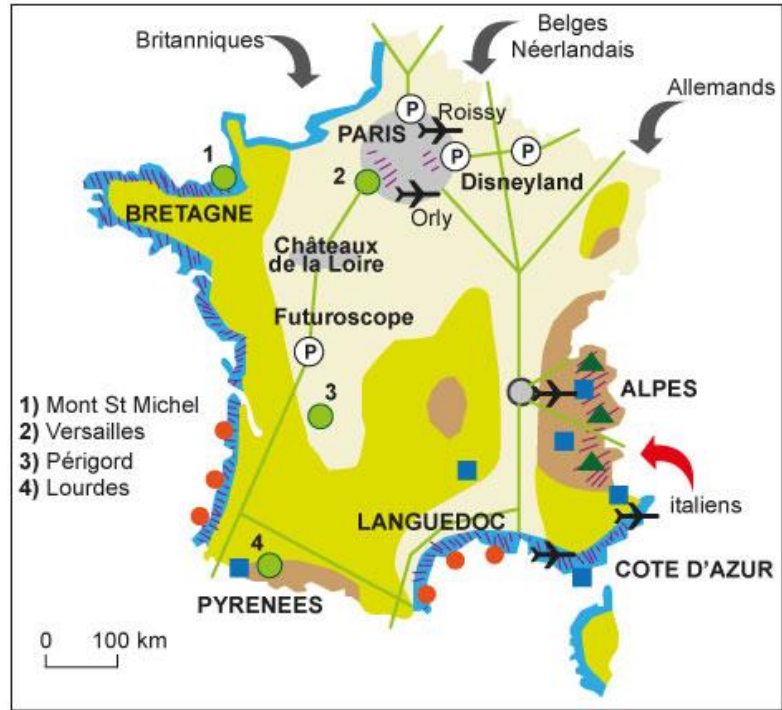 Britanniques
Belges
Néerlandais
Allemands
P
Roissy
PARIS
1
P
P
2
Disneyland
BRETAGNE
Orly
Châteaux
de la Loire
Futuroscope
P
3
ALPES
1) Mont St Michel
2) Versailles
3) Périgord
4) Lourdes
italiens
LANGUEDOC
4
COTE D'AZUR
PYRENEES
0 100 km